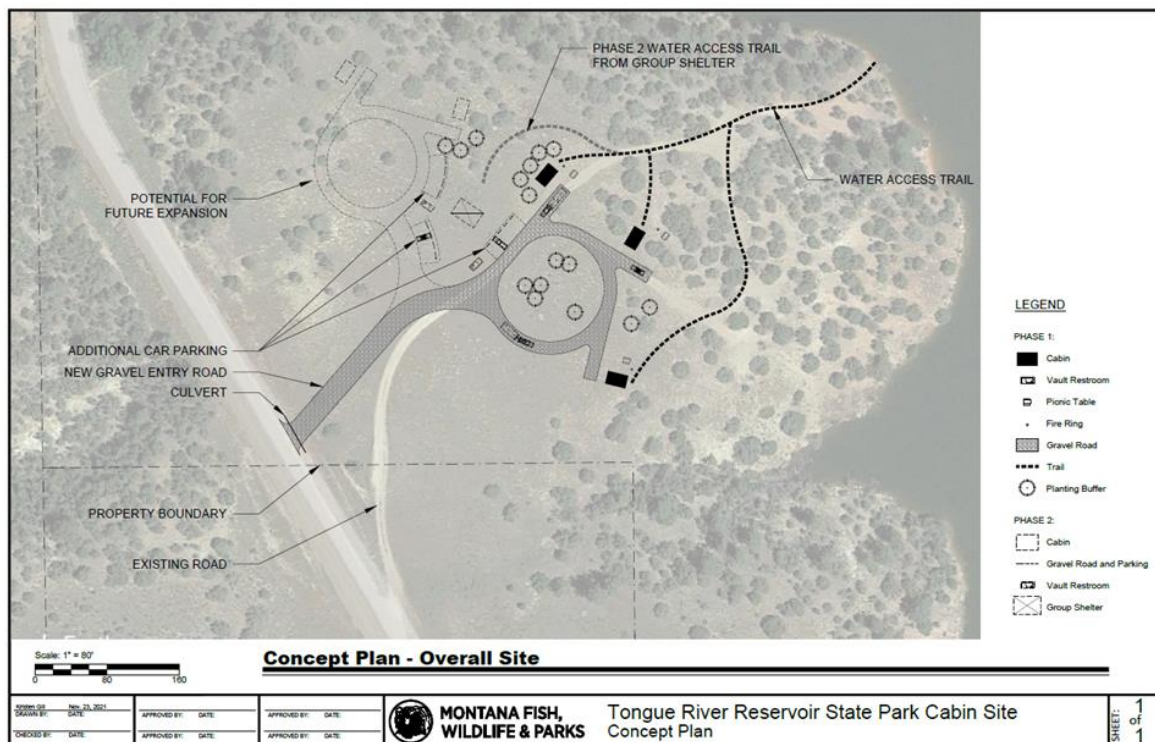 PHASE 2 WATER ACCESS TRAIL
FROM GROUP SHELTER
WATER ACCESS TRAIL
POTENTIAL FOR
FUTURE EXPANSION
ADDITIONAL CAR PARKING
NEW GRAVEL ENTRY ROAD
CULVERT
PROPERTY BOUNDARY
EXISTING ROAD
LEGEND
PHASE 1:
Cabin
Vault Restroom
Picnic Table
Fire Ring
Gravel Road
Trail
Planting Buffer
PHASE 2:
Cabin
Gravel Road and Parking
Vault Restroom
Group Shelter
Scale: 1" = 80'
0 80 160
Concept Plan - Overall Site
Kristen Gill Nov. 23, 2021
DRAWN BY: DATE:
CHECKED BY: DATE:
APPROVED BY: DATE:
APPROVED BY: DATE:
APPROVED BY: DATE:
APPROVED BY: DATE:
MONTANA FISH,
WILDLIFE & PARKS
Tongue River Reservoir State Park Cabin Site
Concept Plan
SHEET:
1
of
1